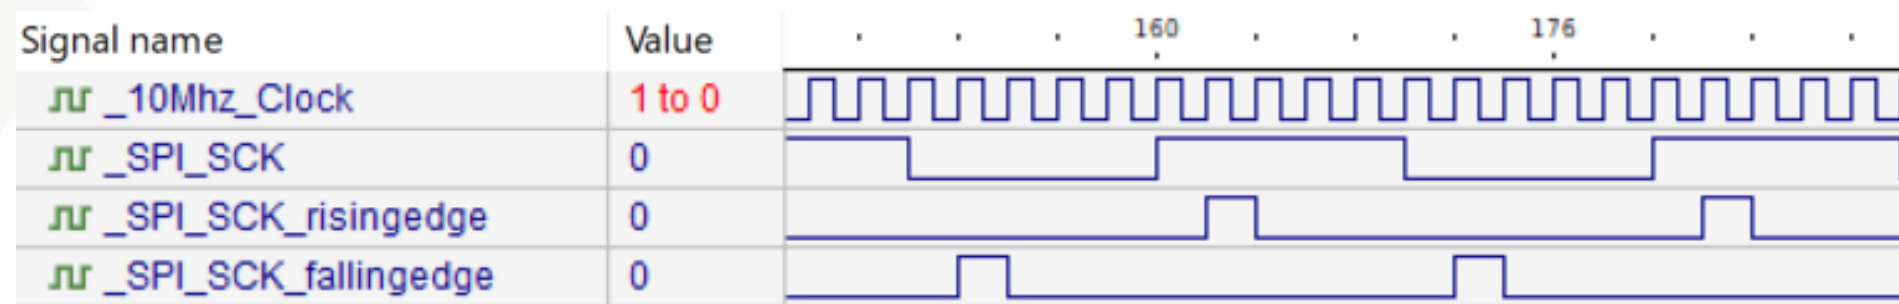 Signal name Value 160 176
_10Mhz_Clock 1 to 0
_SPI_SCK 0
_SPI_SCK_risingedge 0
_SPI_SCK_fallingedge 0